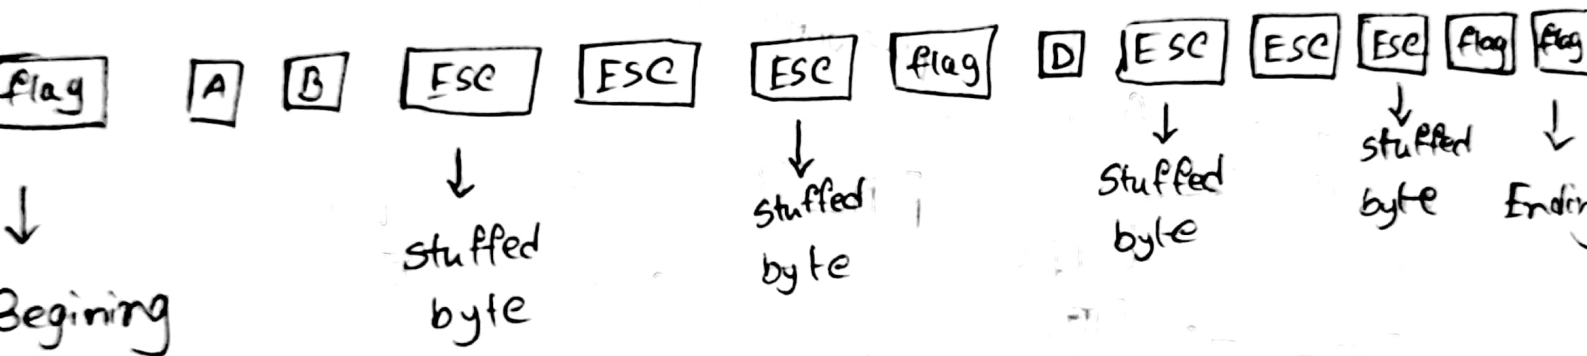 flag A B ESC ESC ESC flag D ESC ESC ESC flag flag
stuffed stuffed stuffed stuffed
byte byte byte byte
Begining Endin